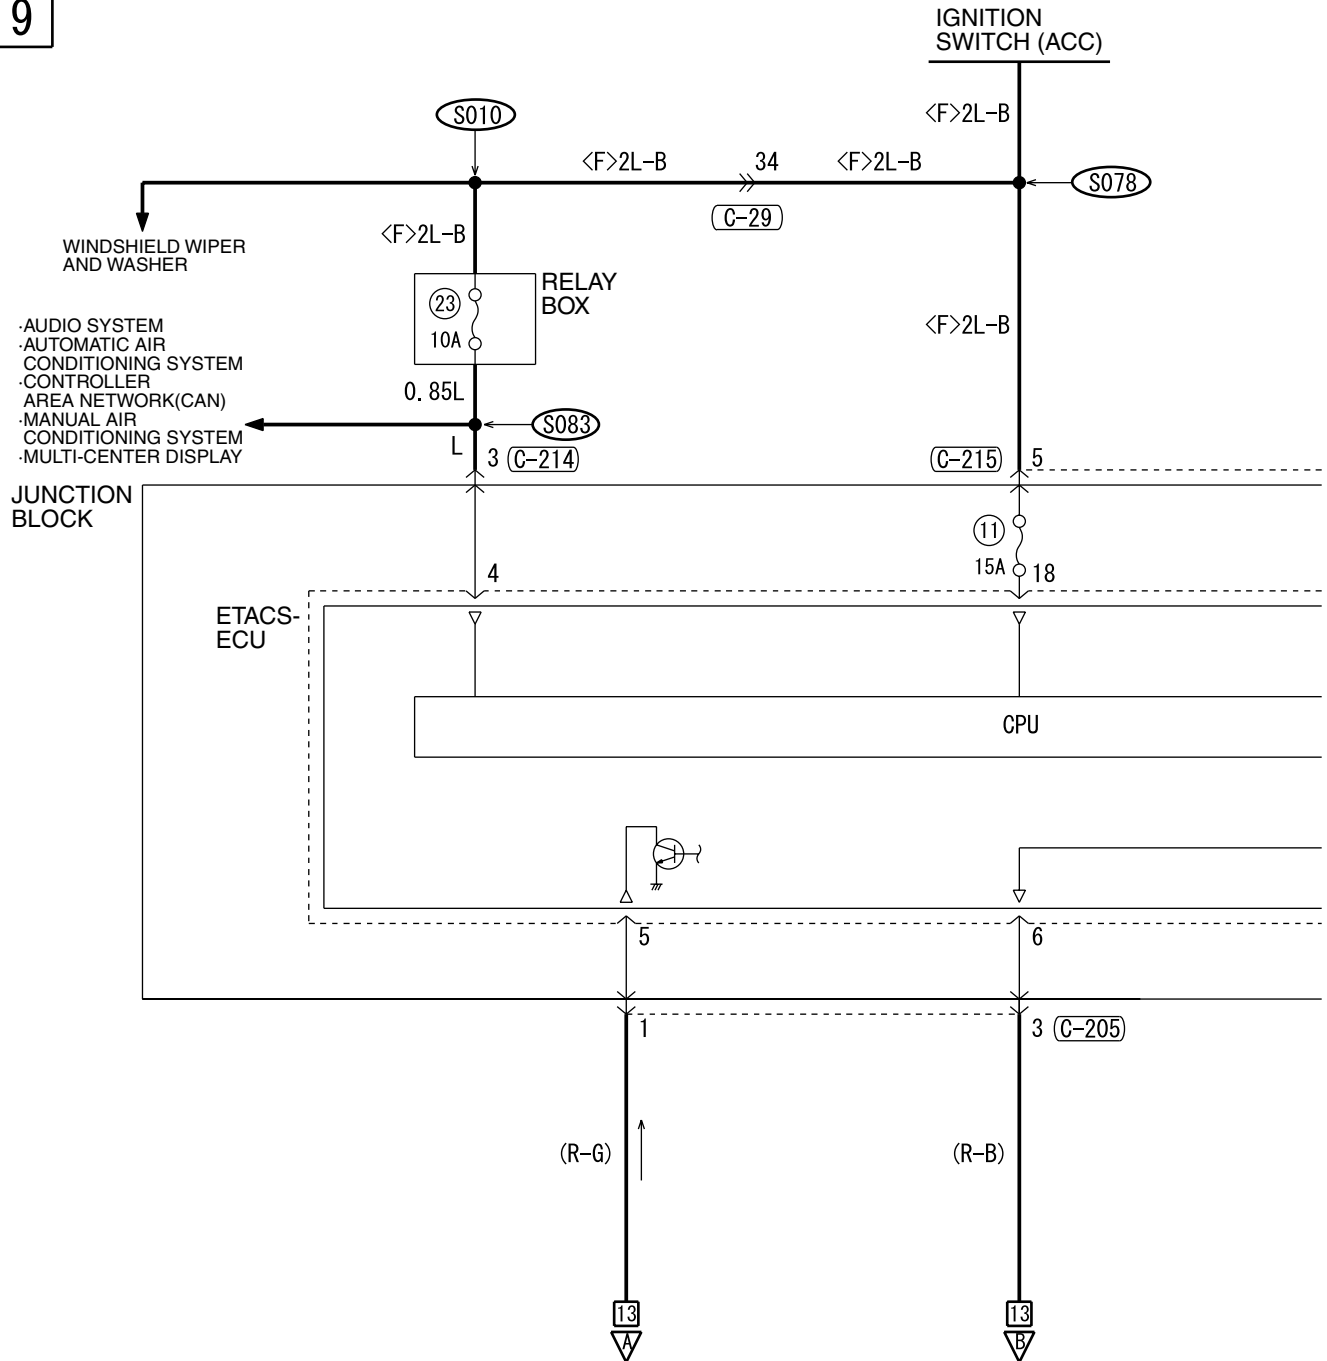 9
IGNITION
SWITCH (ACC)
<F>2L-B
S010
<F>2L-B
34
<F>2L-B
S078
C-29
<F>2L-B
WINDSHIELD WIPER
AND WASHER
RELAY
BOX
23
10A
<F>2L-B
·AUDIO SYSTEM
·AUTOMATIC AIR
CONDITIONING SYSTEM
·CONTROLLER
AREA NETWORK(CAN)
·MANUAL AIR
CONDITIONING SYSTEM
·MULTI-CENTER DISPLAY
0.85L
S083
L
3
C-214
C-215
5
JUNCTION
BLOCK
11
15A
4
18
ETACS-
ECU
CPU
5
6
1
3
C-205
(R-G)
(R-B)
13
A
13
B